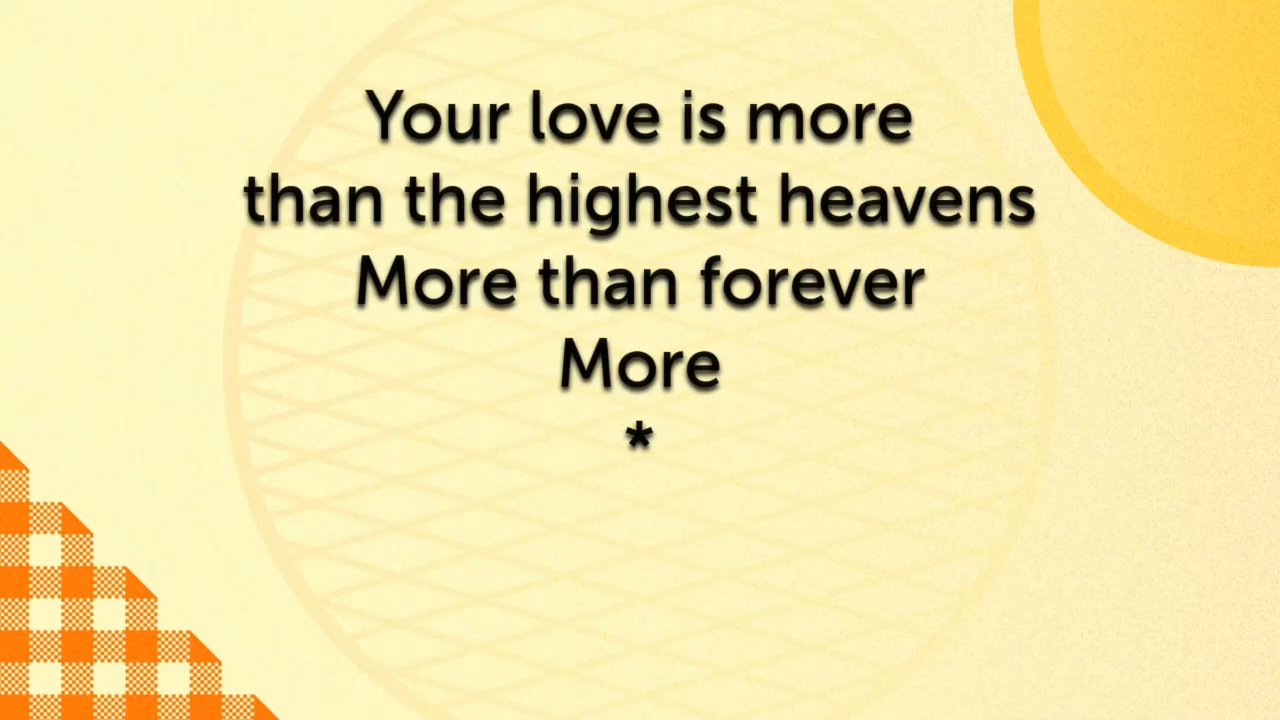 Your love is more
than the highest heavens
More than forever
More
*